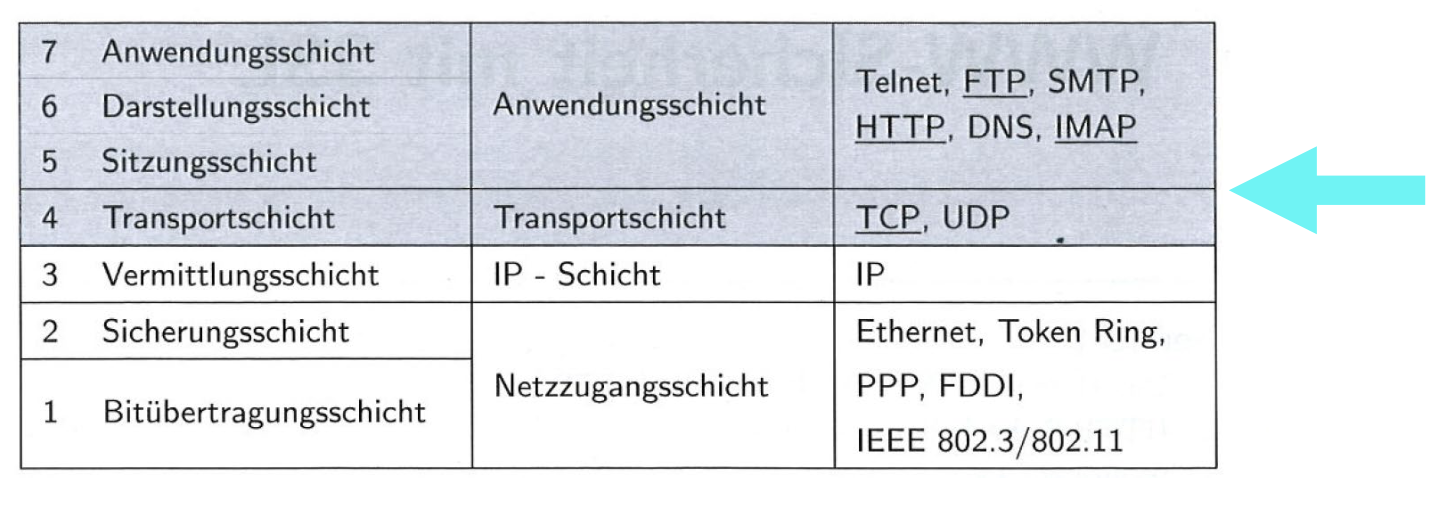 7 Anwendungsschicht
6 Darstellungsschicht
5 Sitzungsschicht
Anwendungsschicht
Telnet, FTP, SMTP,
HTTP, DNS, IMAP
4 Transportschicht
Transportschicht
TCP, UDP
3 Vermittlungsschicht
IP - Schicht
IP
2 Sicherungsschicht
1 Bitübertragungsschicht
Netzzugangsschicht
Ethernet, Token Ring,
PPP, FDDI,
IEEE 802.3/802.11